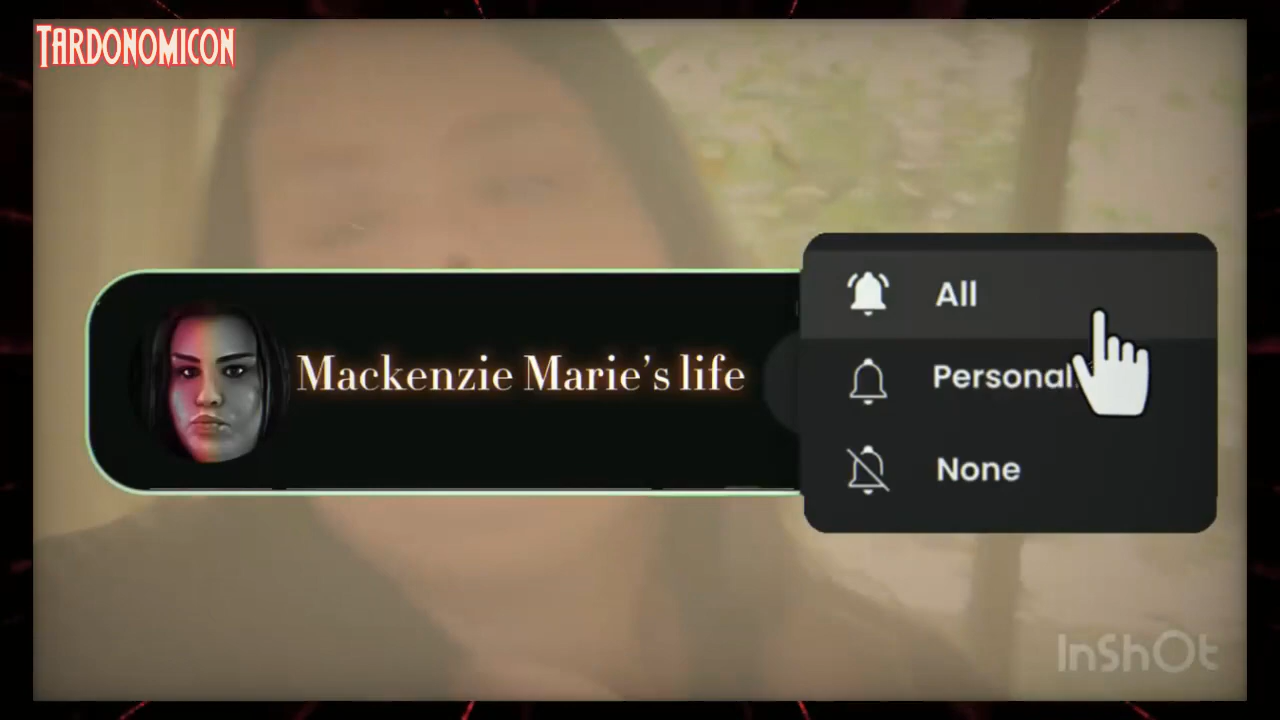 TARDONOMICON
All
Mackenzie Marie's life
Personal
None
InShOt